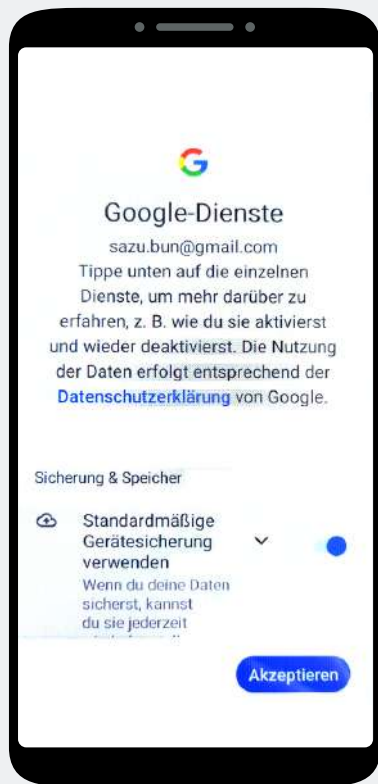 Google-Dienste
sazu.bun@gmail.com
Tippe unten auf die einzelnen
Dienste, um mehr darüber zu
erfahren, z. B. wie du sie aktivierst
und wieder deaktivierst. Die Nutzung
der Daten erfolgt entsprechend der
Datenschutzerklärung von Google.
Sicherung & Speicher
Standardmäßige
Gerätesicherung
verwenden
Wenn du deine Daten
sicherst, kannst
du sie jederzeit
Akzeptieren